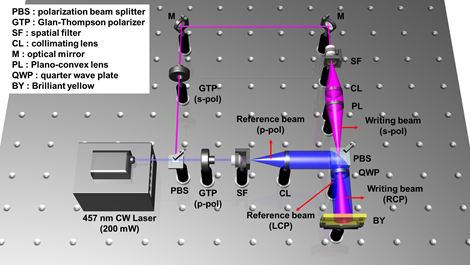 PBS : polarization beam splitter
GTP : Glan-Thompson polarizer
SF : spatial filter
CL : collimating lens
M : optical mirror
PL : Plano-convex lens
QWP : quarter wave plate
BY : Brilliant yellow
M
M
SF
GTP
(s-pol)
CL
PL
Reference beam
(p-pol)
Writing beam
(s-pol)
PBS
QWP
PBS
GTP
(p-pol)
SF
CL
Writing beam
(RCP)
457 nm CW Laser
(200 mW)
Reference beam
(LCP)
BY